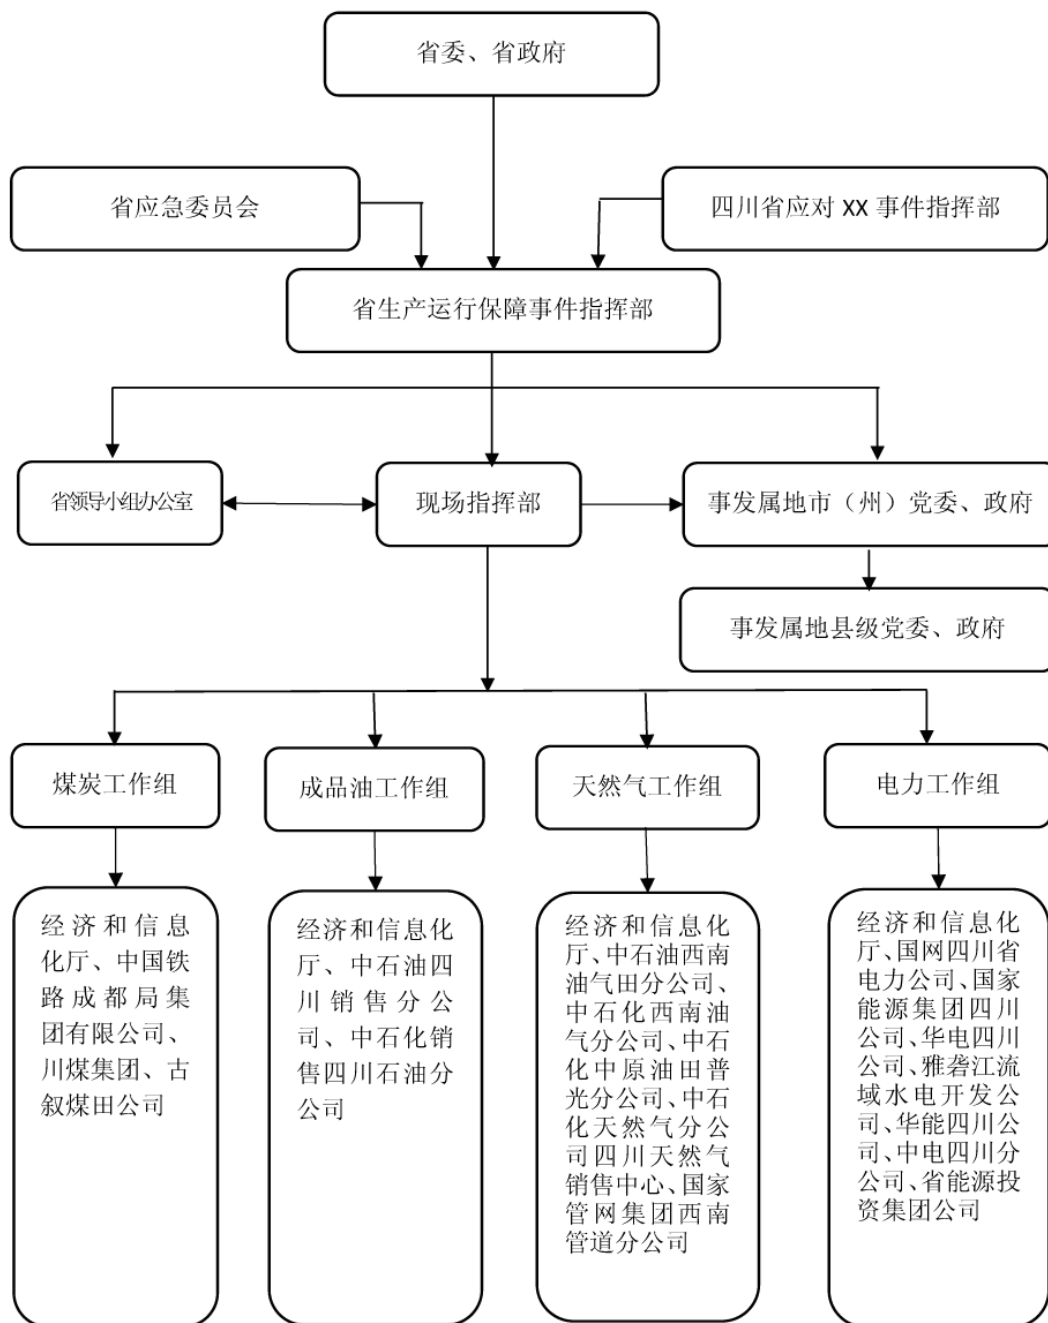 省委、省政府
省应急委员会
四川省应对 XX 事件指挥部
省生产运行保障事件指挥部
省领导小组办公室
现场指挥部
事发属地市（州）党委、政府
事发属地县级党委、政府
煤炭工作组
成品油工作组
天然气工作组
电力工作组
经济和信息
化厅、中国铁
路成都局集
团有限公司、
川煤集团、古
叙煤田公司
经济和信息化
厅、中石油四
川销售分公
司、中石化销
售四川石油分
公司
经济和信息化
厅、中石油西南
油气田分公司、
中石化西南油
气分公司、中石
化中原油田普
光分公司、中石
化天然气分公
司四川天然气
销售中心、国家
管网集团西南
管道分公司
经济和信息化
厅、国网四川省
电力公司、国家
能源集团四川
公司、华电四川
公司、雅砻江流
域水电开发公
司、华能四川公
司、中电四川分
公司、省能源投
资集团公司